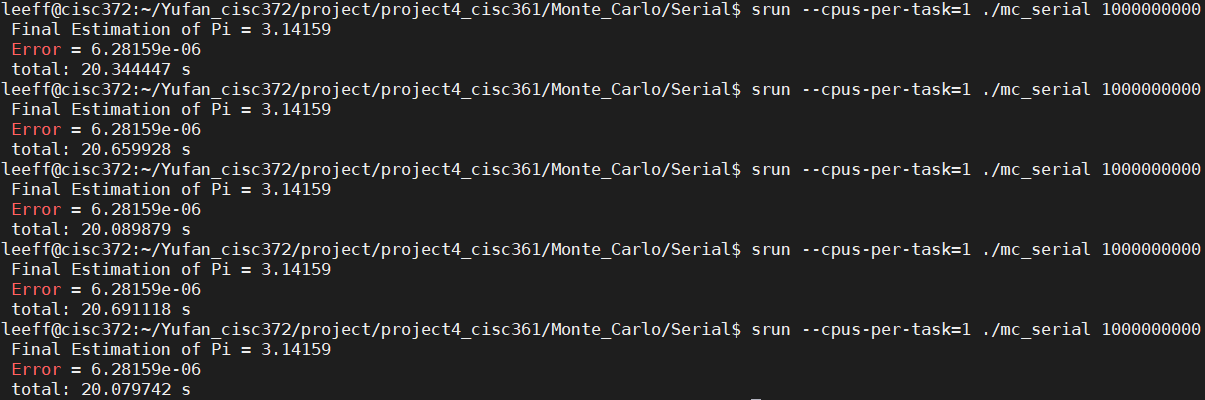 leeff@cisc372:~/Yufan_cisc372/project/project4_cisc361/Monte_Carlo/Serial$ srun --cpus-per-task=1 ./mc_serial 1000000000
Final Estimation of Pi = 3.14159
Error = 6.28159e-06
total: 20.344447 s
leeff@cisc372:~/Yufan_cisc372/project/project4_cisc361/Monte_Carlo/Serial$ srun --cpus-per-task=1 ./mc_serial 1000000000
Final Estimation of Pi = 3.14159
Error = 6.28159e-06
total: 20.659928 s
leeff@cisc372:~/Yufan_cisc372/project/project4_cisc361/Monte_Carlo/Serial$ srun --cpus-per-task=1 ./mc_serial 1000000000
Final Estimation of Pi = 3.14159
Error = 6.28159e-06
total: 20.089879 s
leeff@cisc372:~/Yufan_cisc372/project/project4_cisc361/Monte_Carlo/Serial$ srun --cpus-per-task=1 ./mc_serial 1000000000
Final Estimation of Pi = 3.14159
Error = 6.28159e-06
total: 20.691118 s
leeff@cisc372:~/Yufan_cisc372/project/project4_cisc361/Monte_Carlo/Serial$ srun --cpus-per-task=1 ./mc_serial 1000000000
Final Estimation of Pi = 3.14159
Error = 6.28159e-06
total: 20.079742 s